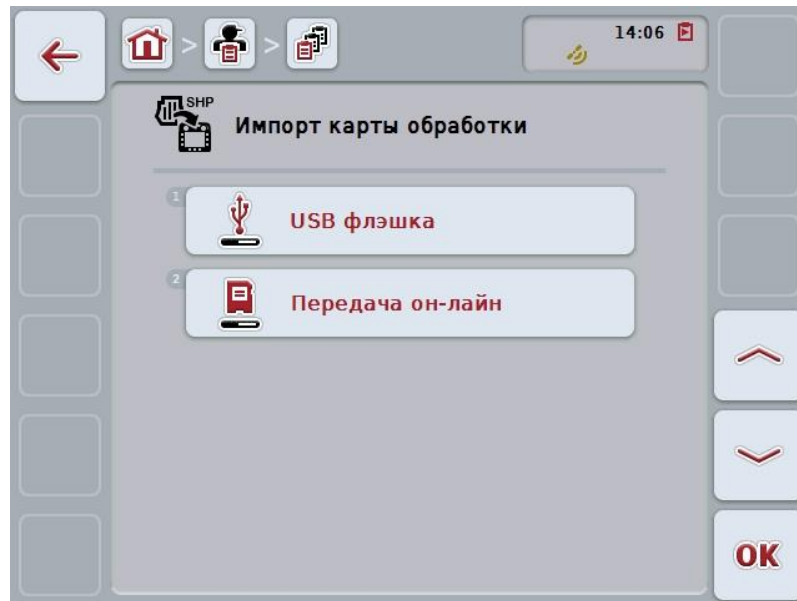 14:06
SHP
Импорт карты обработки
1
USB флэшка
2
Передача он-лайн
OK